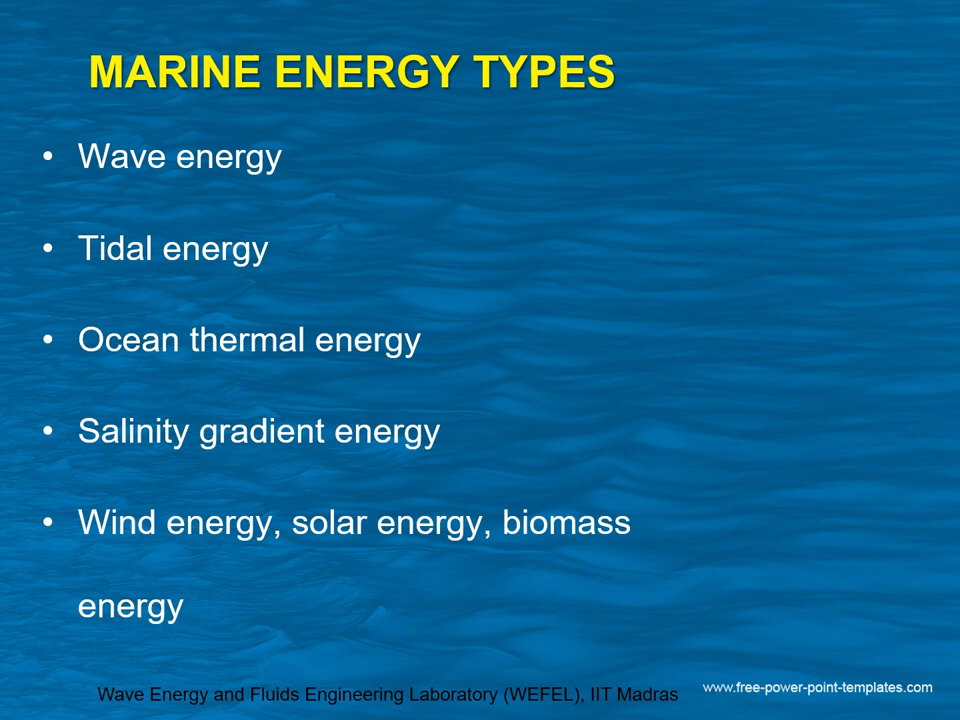 MARINE ENERGY TYPES
• Wave energy
• Tidal energy
• Ocean thermal energy
• Salinity gradient energy
• Wind energy, solar energy, biomass
energy
Wave Energy and Fluids Engineering Laboratory (WEFEL), IIT Madras
www.free-power-point-templates.com